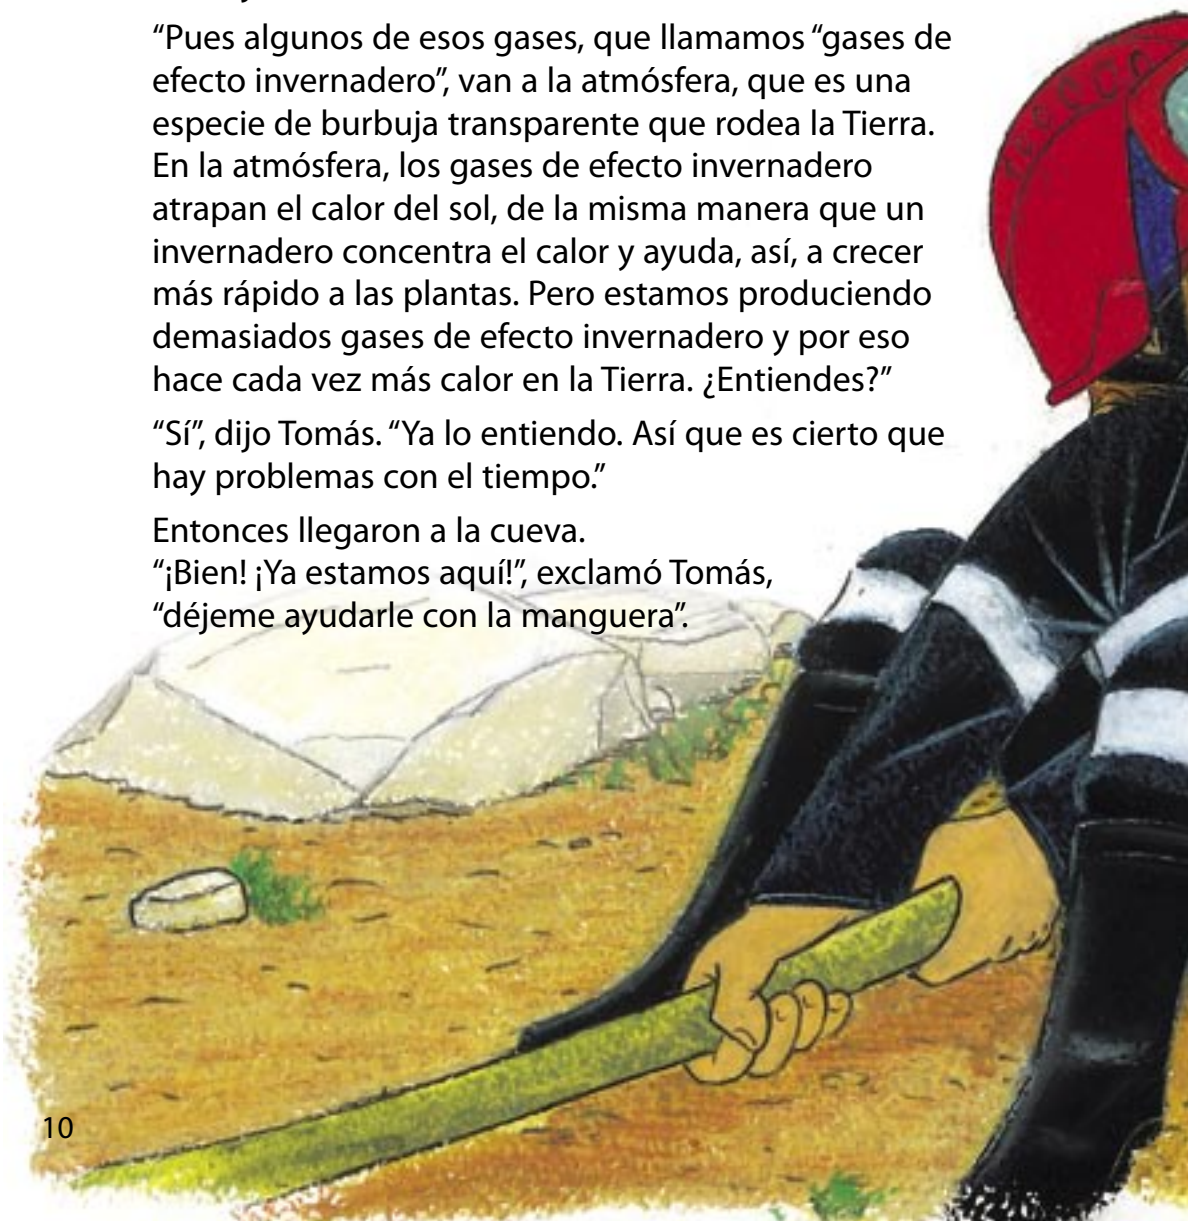 “Pues algunos de esos gases, que llamamos “gases de
efecto invernadero”, van a la atmósfera, que es una
especie de burbuja transparente que rodea la Tierra.
En la atmósfera, los gases de efecto invernadero
atrapan el calor del sol, de la misma manera que un
invernadero concentra el calor y ayuda, así, a crecer
más rápido a las plantas. Pero estamos produciendo
demasiados gases de efecto invernadero y por eso
hace cada vez más calor en la Tierra. ¿Entiendes?”
“Sí”, dijo Tomás. “Ya lo entiendo. Así que es cierto que
hay problemas con el tiempo.”
Entonces llegaron a la cueva.
“¡Bien! ¡Ya estamos aquí!”, exclamó Tomás,
“déjeme ayudarle con la manguera”.
10